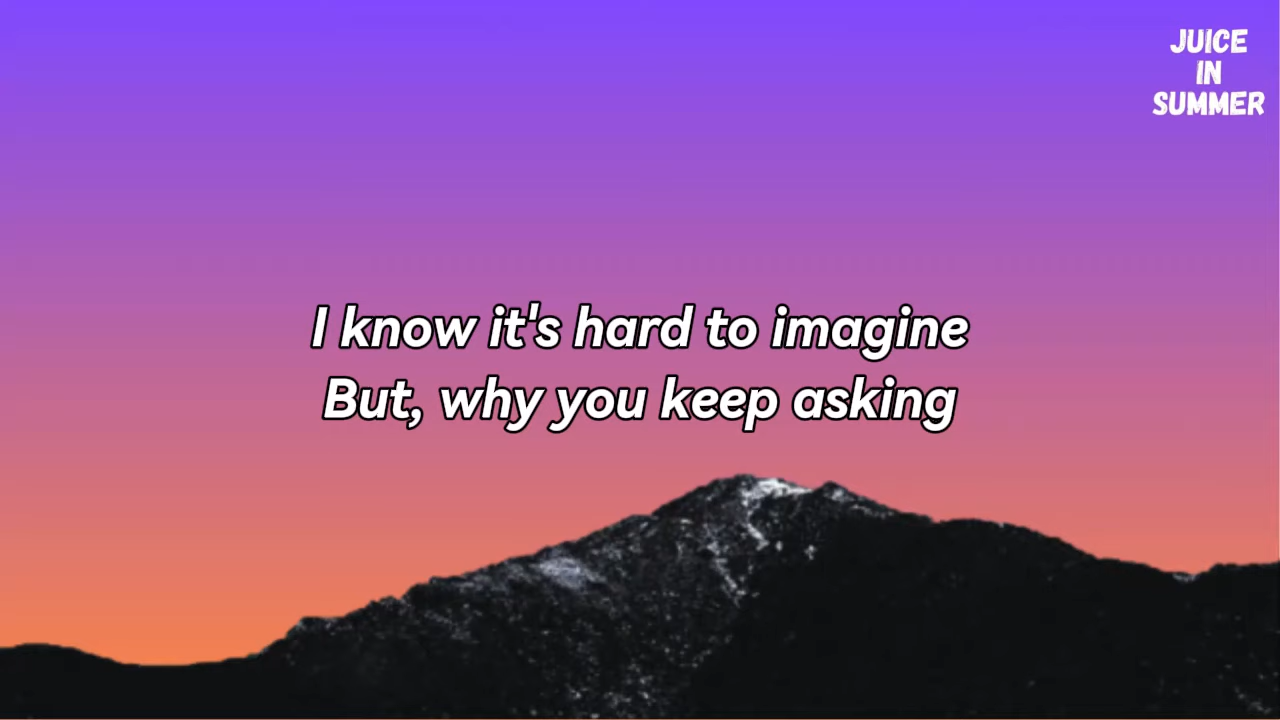 JUICE
IN
SUMMER
I know it's hard to imagine
But, why you keep asking